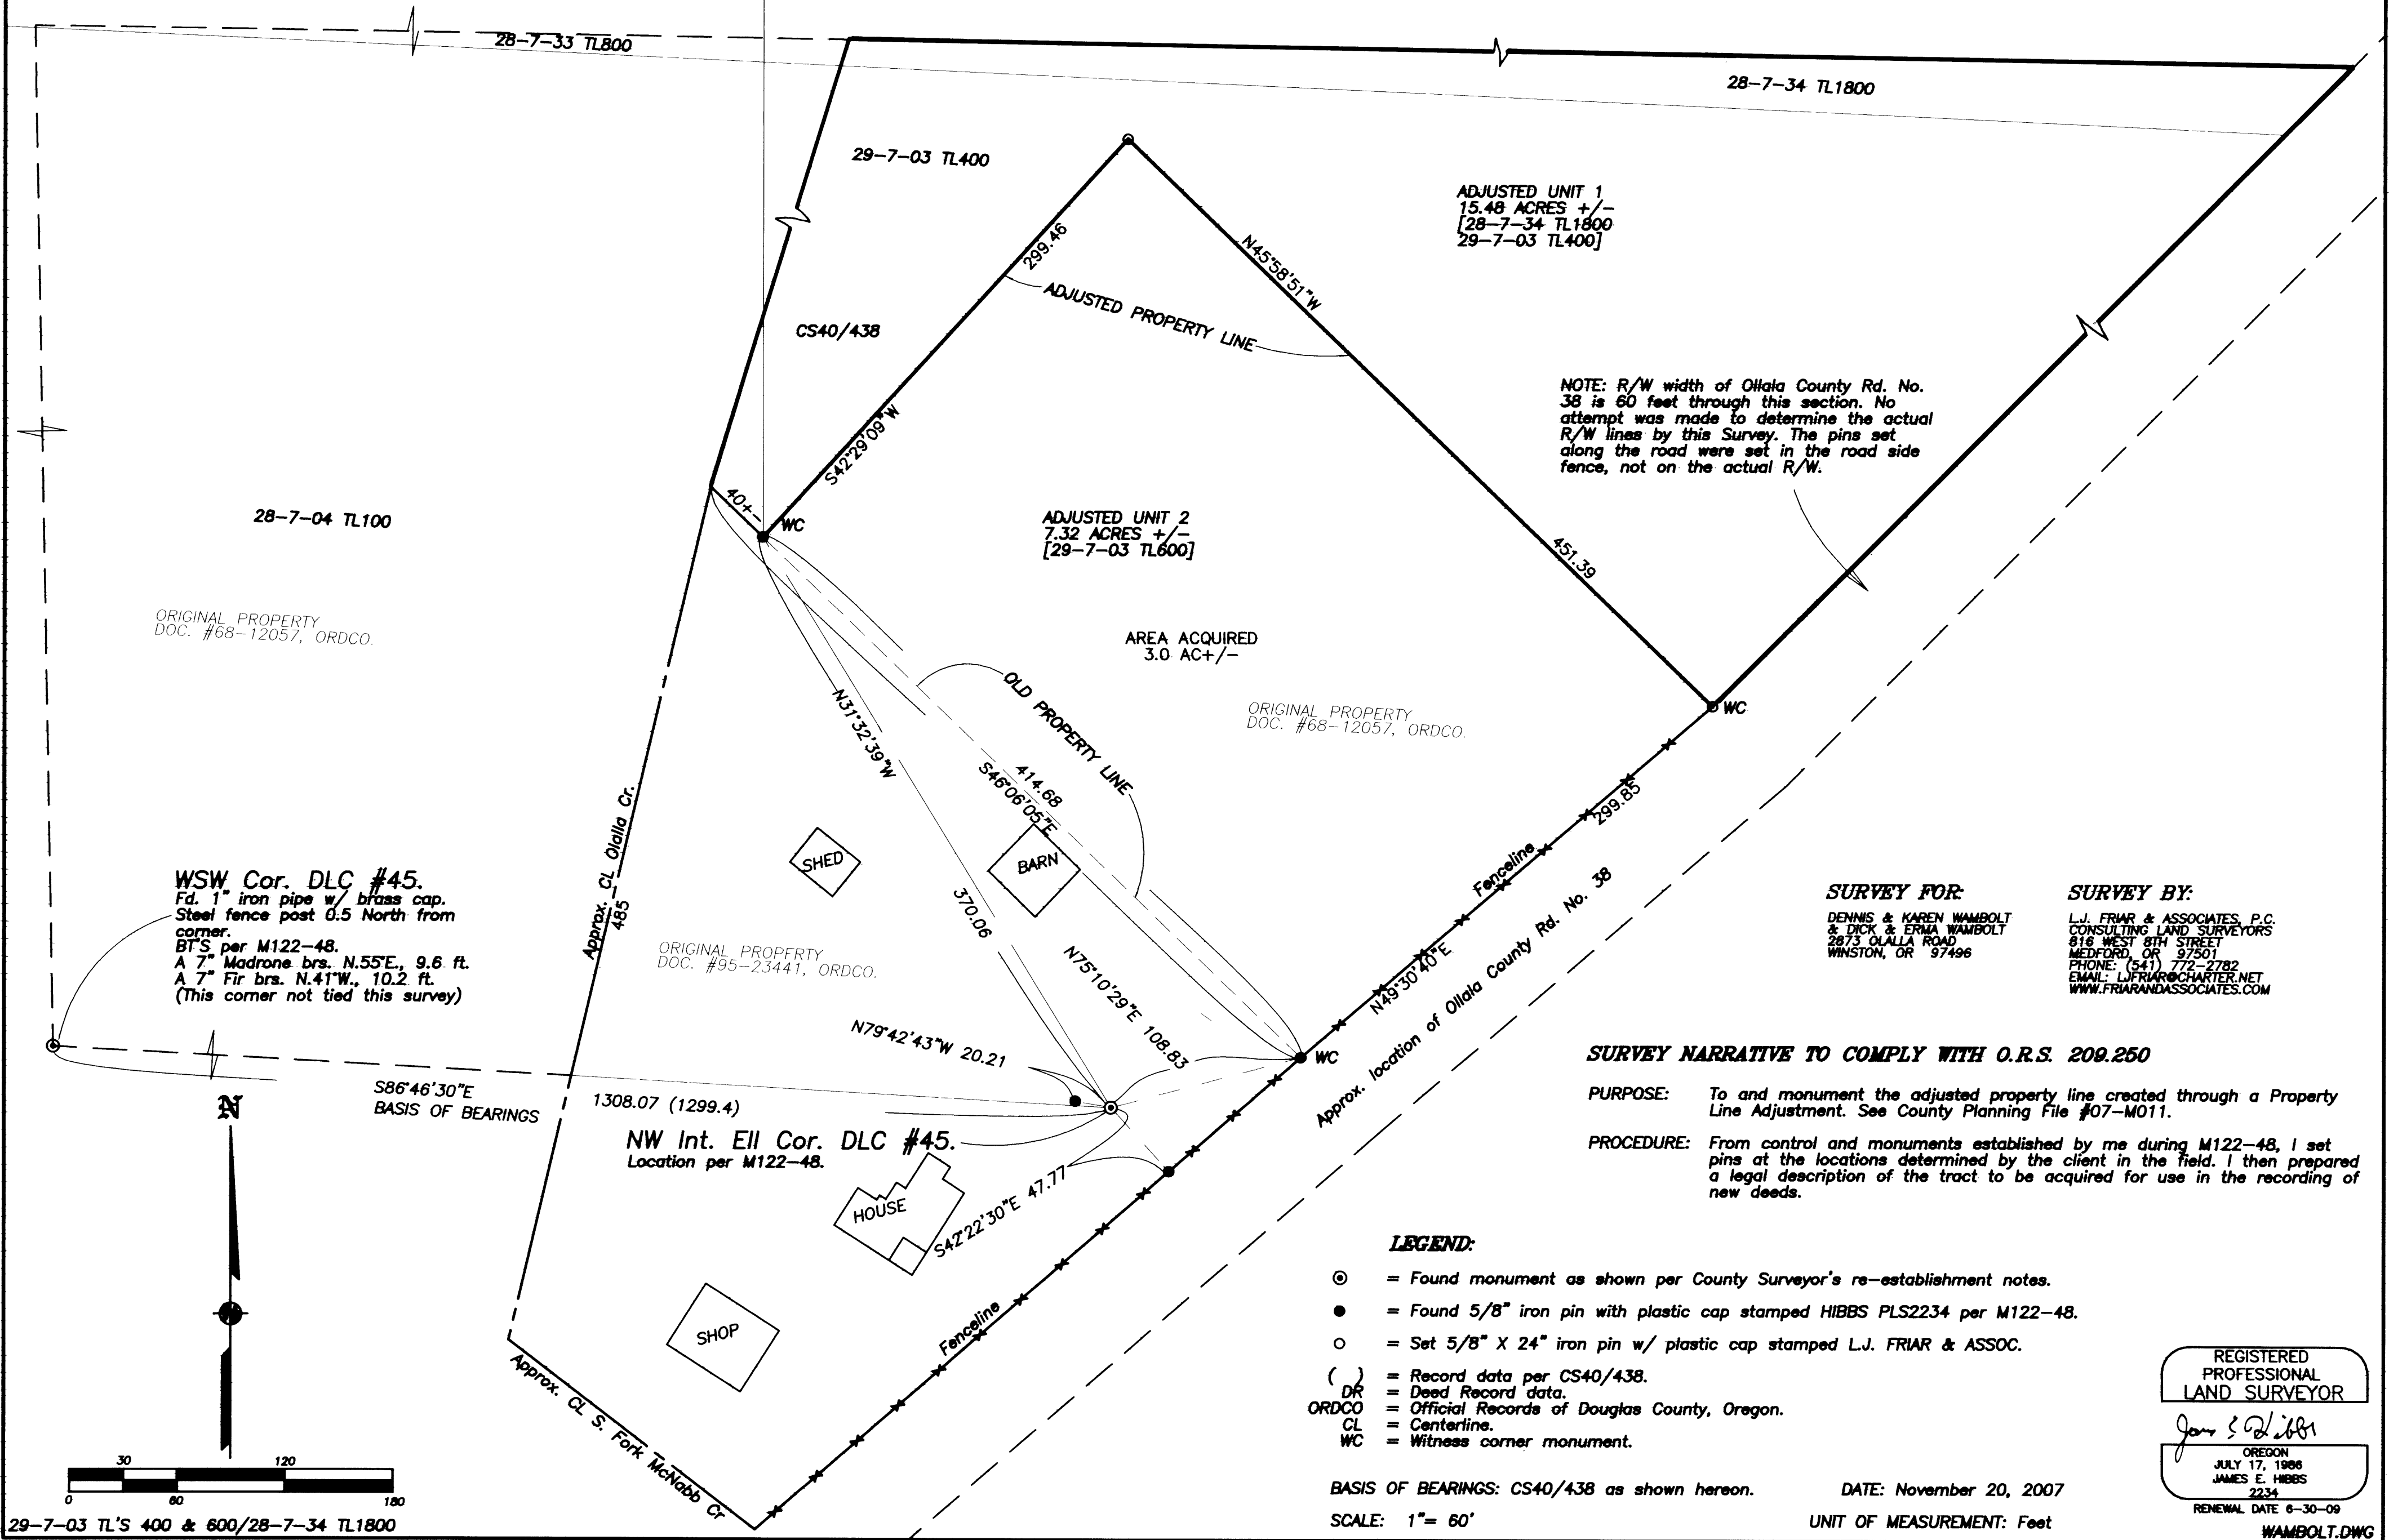 28-7-33 TL800
28-7-34 TL1800
29-7-03 TL400
ADJUSTED UNIT 1
15.48 ACRES +/-
[28-7-34 TL1800
29-7-03 TL400]
299.46
N45°58'51"W
ADJUSTED PROPERTY LINE
CS40/438
S42°29'09"W
NOTE: R/W width of Ollala County Rd. No.
38 is 60 feet through this section. No
attempt was made to determine the actual
R/W lines by this Survey. The pins set
along the road were set in the road side
fence, not on the actual R/W.
40+-
WC
28-7-04 TL100
ADJUSTED UNIT 2
7.32 ACRES +/-
[29-7-03 TL600]
451.39
ORIGINAL PROPERTY
DOC. #68-12057, ORDCO.
AREA ACQUIRED
3.0 AC+/-
OLD PROPERTY LINE
ORIGINAL PROPERTY
DOC. #68-12057, ORDCO.
WC
N31°32'39"W
414.68
S46°06'05"E
299.85
Approx. CL Olalla Cr.
485
SHED
BARN
370.06
Fenceline
N49°30'40"E
Approx. location of Ollala County Rd. No. 38
WSW Cor. DLC #45.
Fd. 1" iron pipe w/ brass cap.
Steel fence post 0.5 North from
corner.
BT'S per M122-48.
A 7" Madrone brs. N.55°E., 9.6 ft.
A 7" Fir brs. N.41°W., 10.2 ft.
(This corner not tied this survey)
ORIGINAL PROPERTY
DOC. #95-23441, ORDCO.
SURVEY FOR:
DENNIS & KAREN WAMBOLT
& DICK & ERMA WAMBOLT
2873 OLALLA ROAD
WINSTON, OR 97496
SURVEY BY:
L.J. FRIAR & ASSOCIATES, P.C.
CONSULTING LAND SURVEYORS
816 WEST 8TH STREET
MEDFORD, OR 97501
PHONE: (541) 772-2782
EMAIL: LJFRIAR@CHARTER.NET
WWW.FRIARANDASSOCIATES.COM
N75°10'29"E 108.83
N79°42'43"W 20.21
WC
S86°46'30"E
BASIS OF BEARINGS
1308.07 (1299.4)
NW Int. Ell Cor. DLC #45.
Location per M122-48.
S42°22'30"E 47.77
HOUSE
SHOP
Fenceline
Approx. CL S. Fork McNabb Cr
SURVEY NARRATIVE TO COMPLY WITH O.R.S. 209.250
PURPOSE: To and monument the adjusted property line created through a Property
Line Adjustment. See County Planning File #07-M011.
PROCEDURE: From control and monuments established by me during M122-48, I set
pins at the locations determined by the client in the field. I then prepared
a legal description of the tract to be acquired for use in the recording of
new deeds.
LEGEND:
= Found monument as shown per County Surveyor's re-establishment notes.
= Found 5/8" iron pin with plastic cap stamped HIBBS PLS2234 per M122-48.
= Set 5/8" X 24" iron pin w/ plastic cap stamped L.J. FRIAR & ASSOC.
( ) = Record data per CS40/438.
DR = Deed Record data.
ORDCO = Official Records of Douglas County, Oregon.
CL = Centerline.
WC = Witness corner monument.
BASIS OF BEARINGS: CS40/438 as shown hereon.
DATE: November 20, 2007
SCALE: 1"= 60'
UNIT OF MEASUREMENT: Feet
REGISTERED
PROFESSIONAL
LAND SURVEYOR
James E Hibbs
OREGON
JULY 17, 1986
JAMES E. HIBBS
2234
RENEWAL DATE 6-30-09
WAMBOLT.DWG
N
30 120
0 60 180
29-7-03 TL'S 400 & 600/28-7-34 TL1800